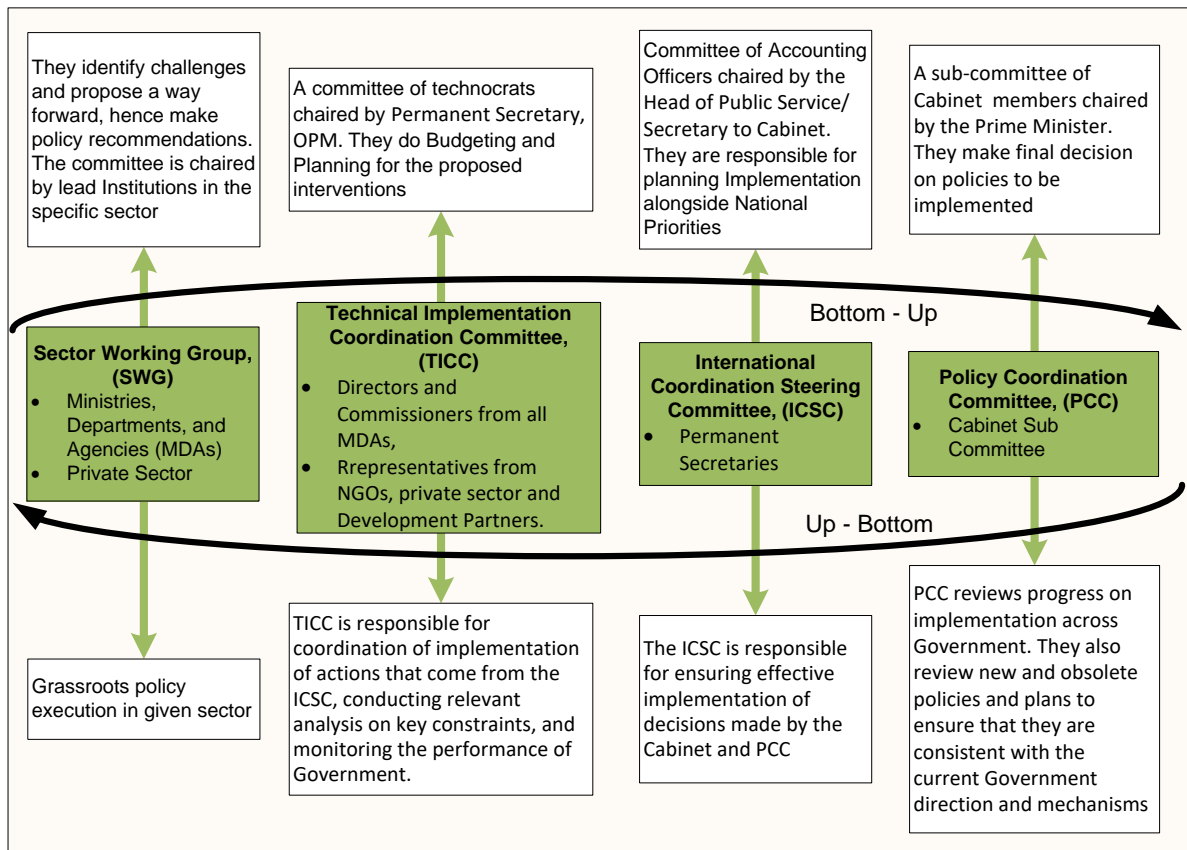 They identify challenges
and propose a way
forward, hence make
policy recommendations.
The committee is chaired
by lead Institutions in the
specific sector
A committee of technocrats
chaired by Permanent Secretary,
OPM. They do Budgeting and
Planning for the proposed
interventions
Committee of Accounting
Officers chaired by the
Head of Public Service/
Secretary to Cabinet.
They are responsible for
planning Implementation
alongside National
Priorities
A sub-committee of
Cabinet members chaired
by the Prime Minister.
They make final decision
on policies to be
implemented
Bottom - Up
Sector Working Group,
(SWG)
• Ministries,
Departments, and
Agencies (MDAs)
• Private Sector
Technical Implementation
Coordination Committee,
(TICC)
• Directors and
Commissioners from all
MDAs,
• Rrepresentatives from
NGOs, private sector and
Development Partners.
International
Coordination Steering
Committee, (ICSC)
• Permanent
Secretaries
Policy Coordination
Committee, (PCC)
• Cabinet Sub
Committee
Up - Bottom
Grassroots policy
execution in given sector
TICC is responsible for
coordination of implementation
of actions that come from the
ICSC, conducting relevant
analysis on key constraints, and
monitoring the performance of
Government.
The ICSC is responsible
for ensuring effective
implementation of
decisions made by the
Cabinet and PCC
PCC reviews progress on
implementation across
Government. They also
review new and obsolete
policies and plans to
ensure that they are
consistent with the
current Government
direction and mechanisms